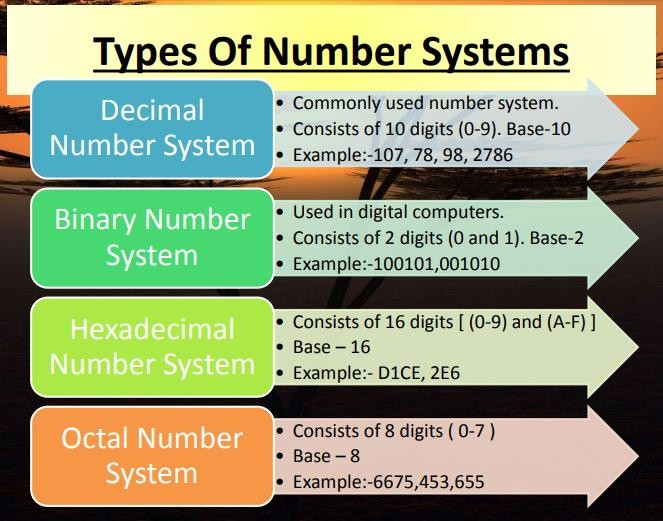 Types Of Number Systems
Decimal
Number System
• Commonly used number system.
• Consists of 10 digits (0-9). Base-10
• Example:-107, 78, 98, 2786
Binary Number
System
• Used in digital computers.
• Consists of 2 digits (0 and 1). Base-2
• Example:-100101,001010
Hexadecimal
Number System
• Consists of 16 digits [ (0-9) and (A-F) ]
• Base – 16
• Example:- D1CE, 2E6
Octal Number
System
• Consists of 8 digits ( 0-7 )
• Base – 8
• Example:-6675,453,655